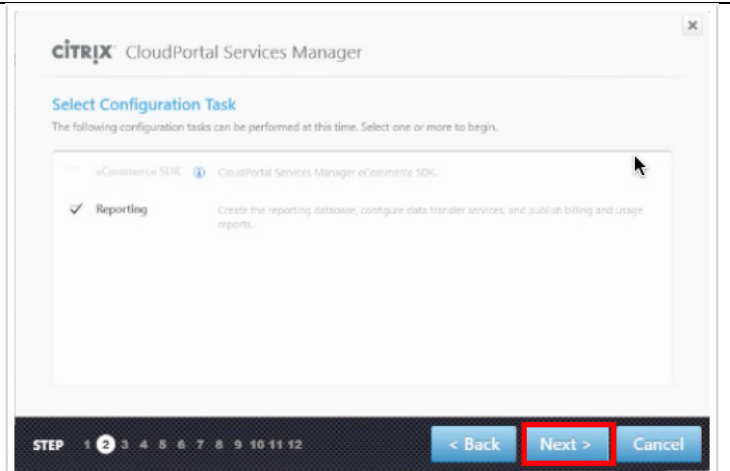 CİTRIX CloudPortal Services Manager
Select Configuration Task
The following configuration tasks can be performed at this time. Select one or more to begin.
eCommerce SDK CloudPortal Services Manager eCommerce SDK.
Reporting Create the reporting database, configure data transfer services, and publish billing and usage
reports.
STEP 1 2 3 4 5 6 7 8 9 10 11 12 < Back Next > Cancel